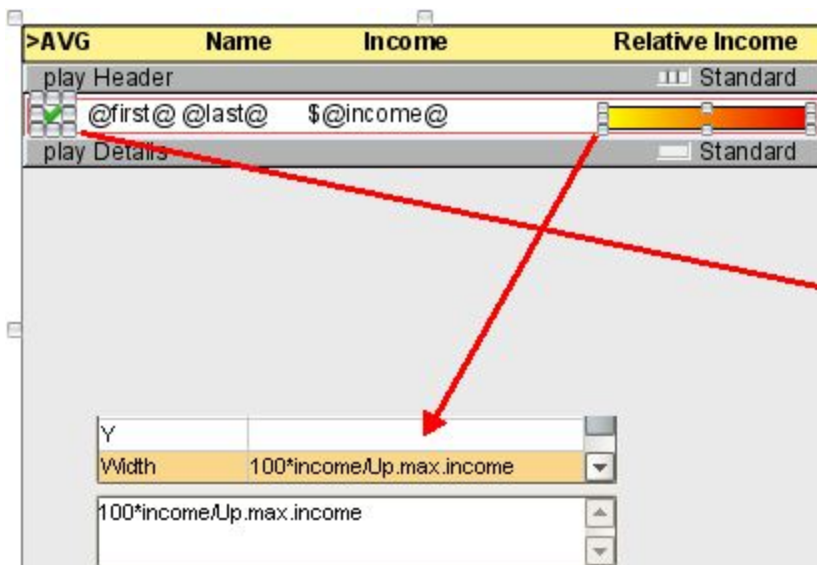 >AVG Name Income Relative Income
play Header Standard
@first@ @last@ $@income@
play Details Standard
Y
Width 100*income/Up.max.income
100*income/Up.max.income